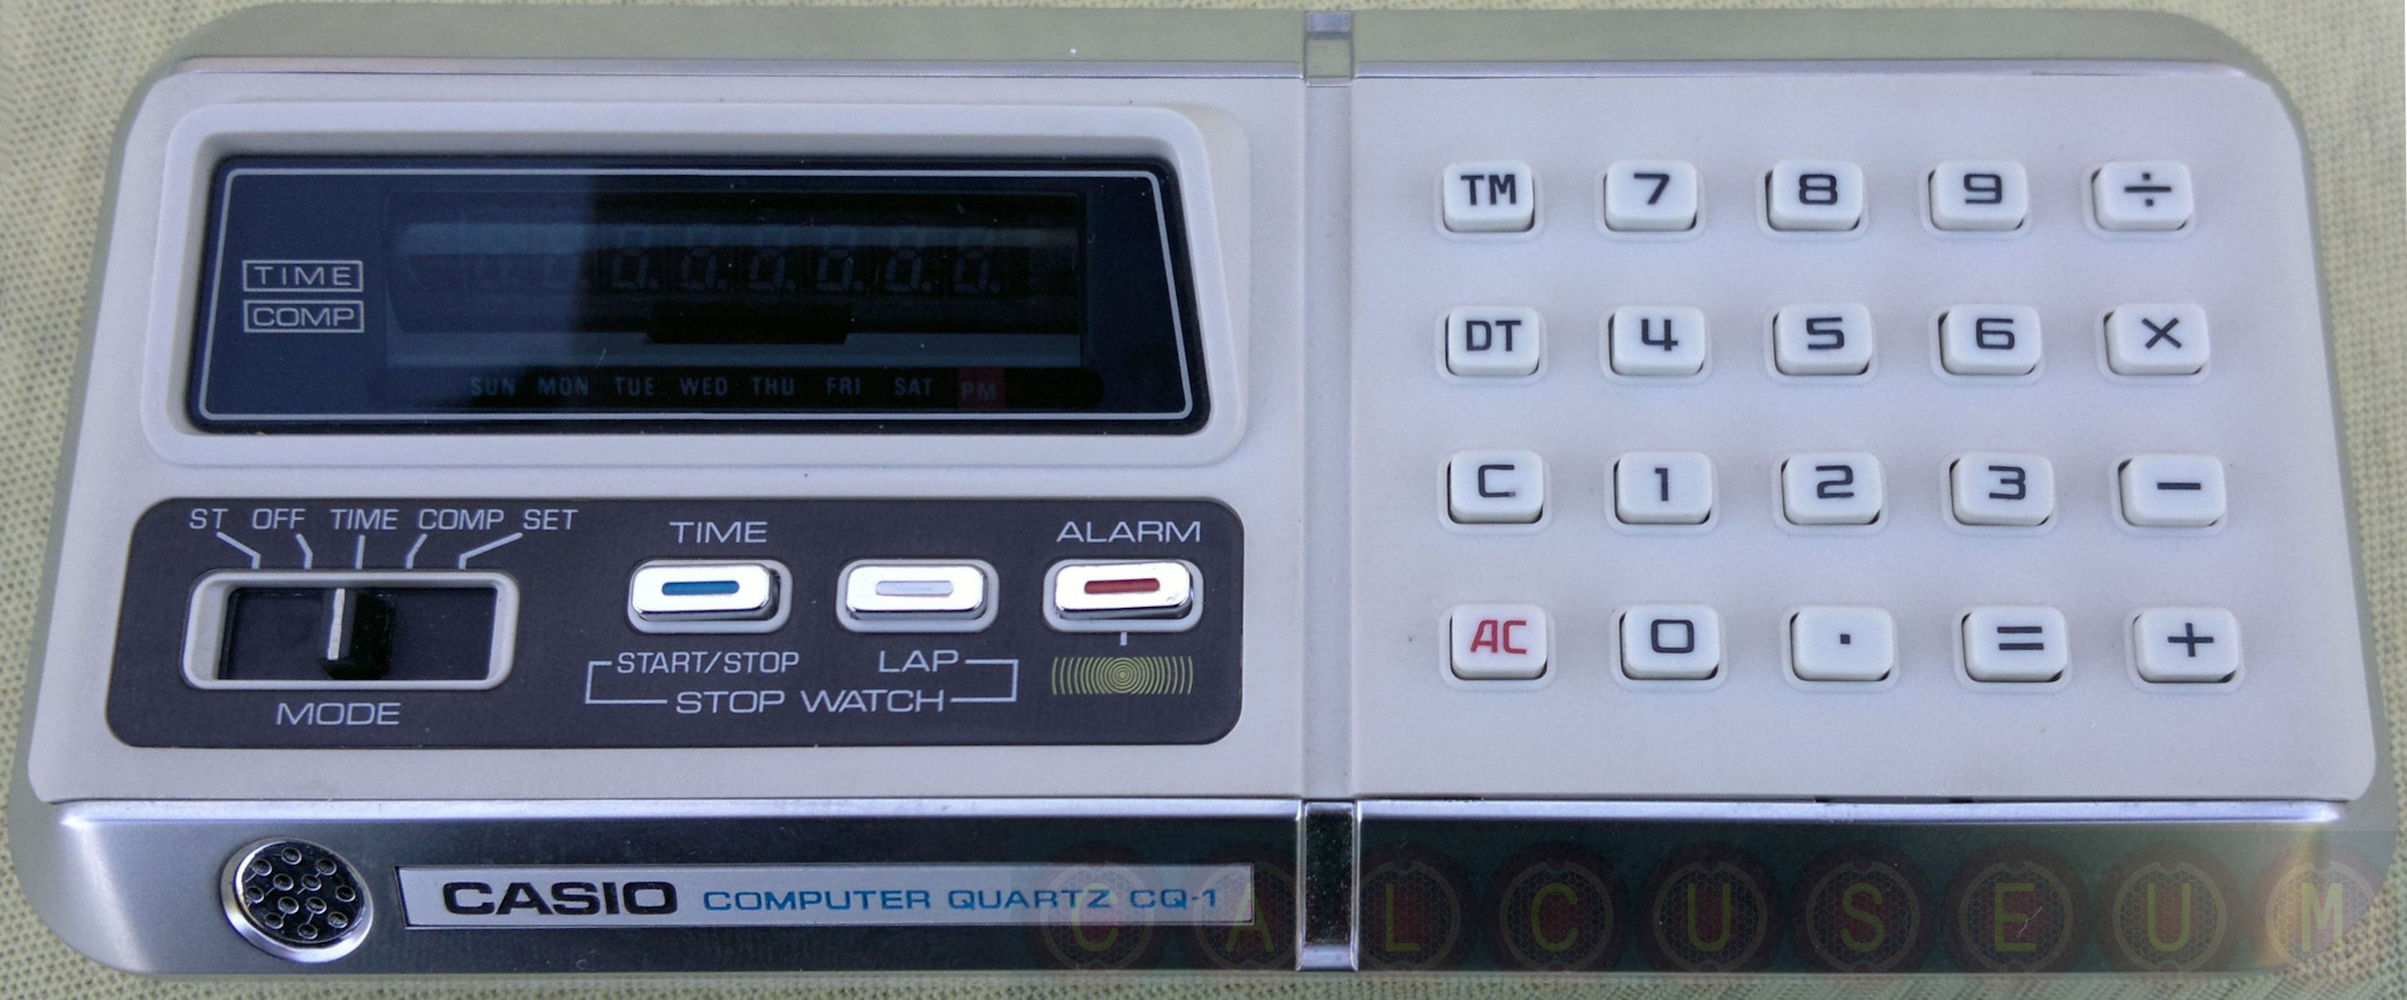 TIME
COMP
SUN MON TUE WED THU FRI SAT PM
ST OFF TIME COMP SET
MODE
TIME
ALARM
START/STOP LAP
STOP WATCH
TM 7 8 9 ÷
DT 4 5 6 ×
C 1 2 3 −
AC 0 . = +
CASIO COMPUTER QUARTZ CQ-1
CALCUSEUM